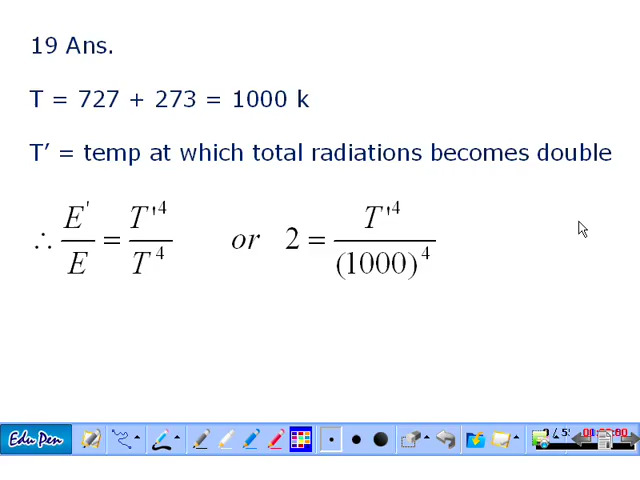 19 Ans.
T = 727 + 273 = 1000 k
T’ = temp at which total radiations becomes double
∴ E'/E = T'⁴/T⁴ or 2 = T'⁴/(1000)⁴
Edu Pen